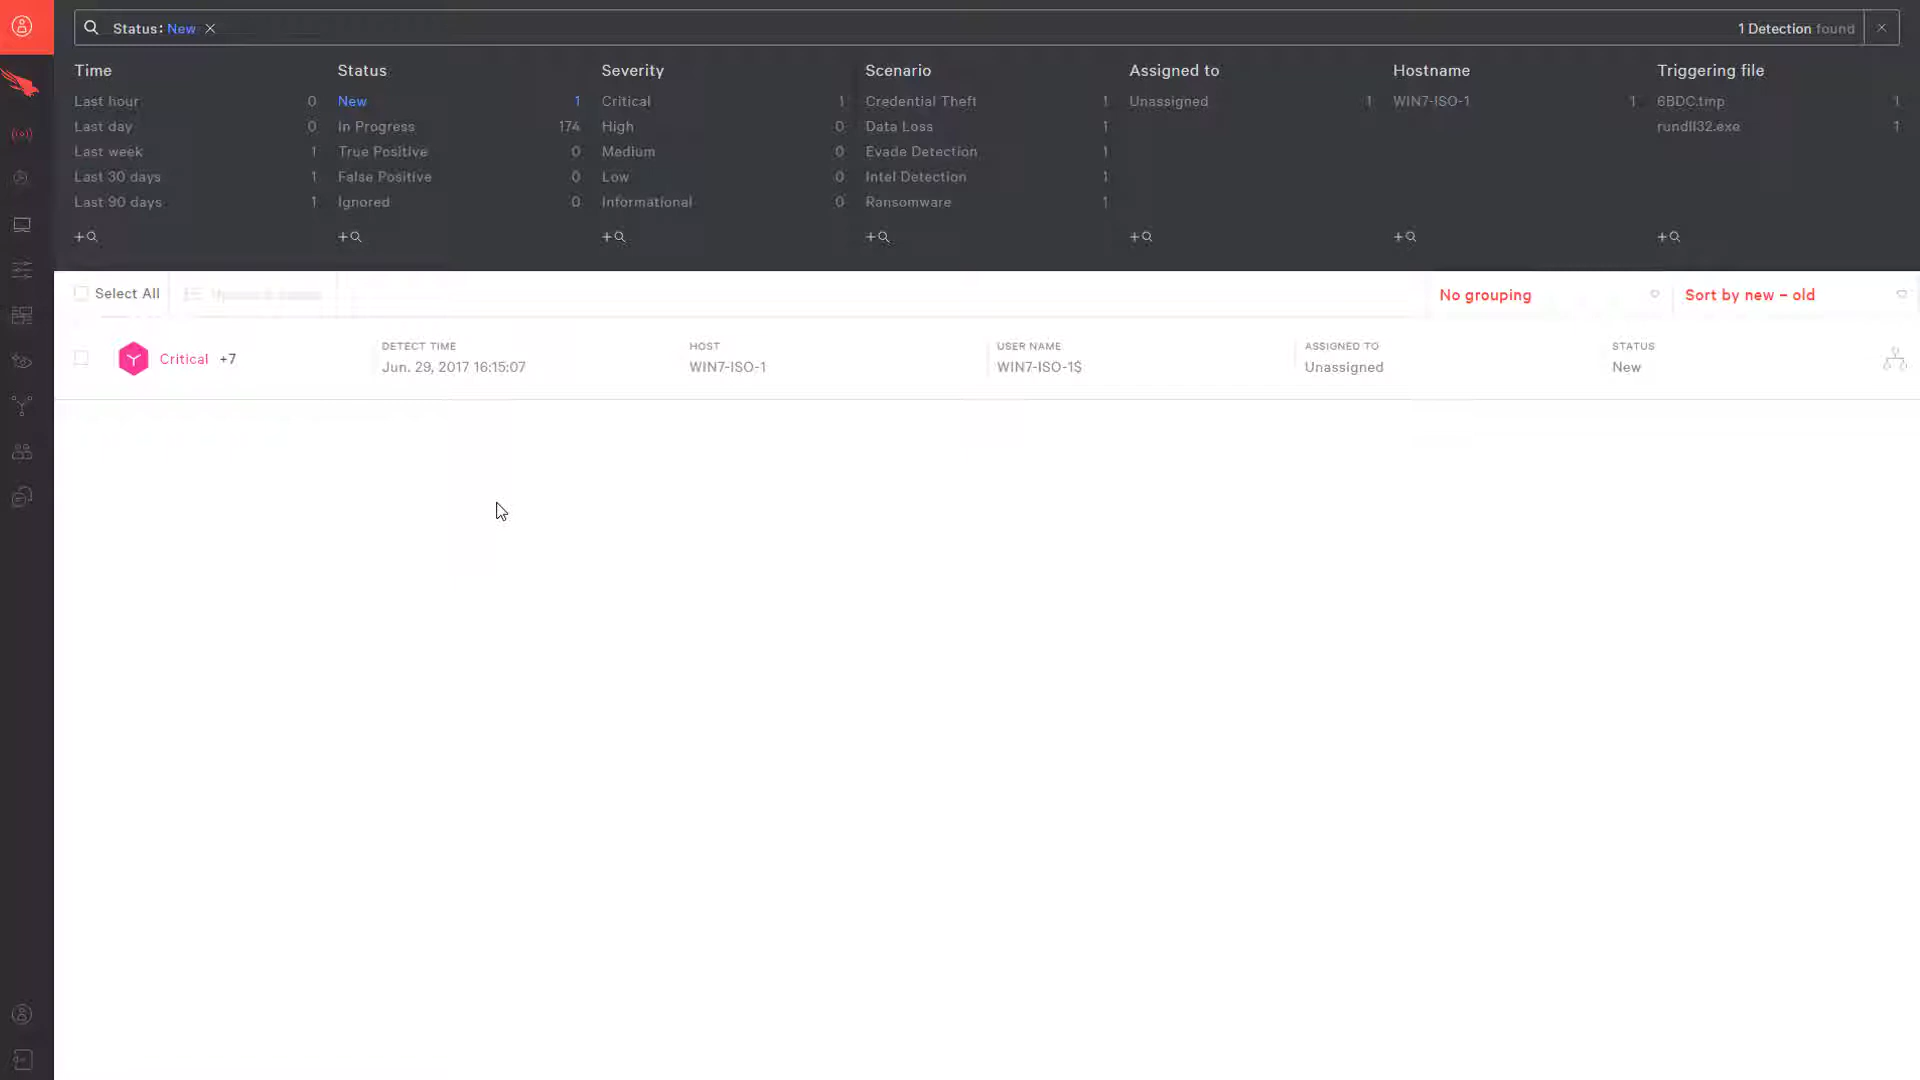 Status: New
1 Detection found
Time
Last hour 0
Last day 0
Last week 1
Last 30 days 1
Last 90 days 1
Status
New 1
In Progress 174
True Positive 0
False Positive 0
Ignored 0
Severity
Critical 1
High 0
Medium 0
Low 0
Informational 0
Scenario
Credential Theft 1
Data Loss 1
Evade Detection 1
Intel Detection 1
Ransomware 1
Assigned to
Unassigned 1
Hostname
WIN7-ISO-1 1
Triggering file
6BDC.tmp 1
rundll32.exe 1
Select All
No grouping
Sort by new – old
Critical +7
DETECT TIME
Jun. 29, 2017 16:15:07
HOST
WIN7-ISO-1
USER NAME
WIN7-ISO-1$
ASSIGNED TO
Unassigned
STATUS
New